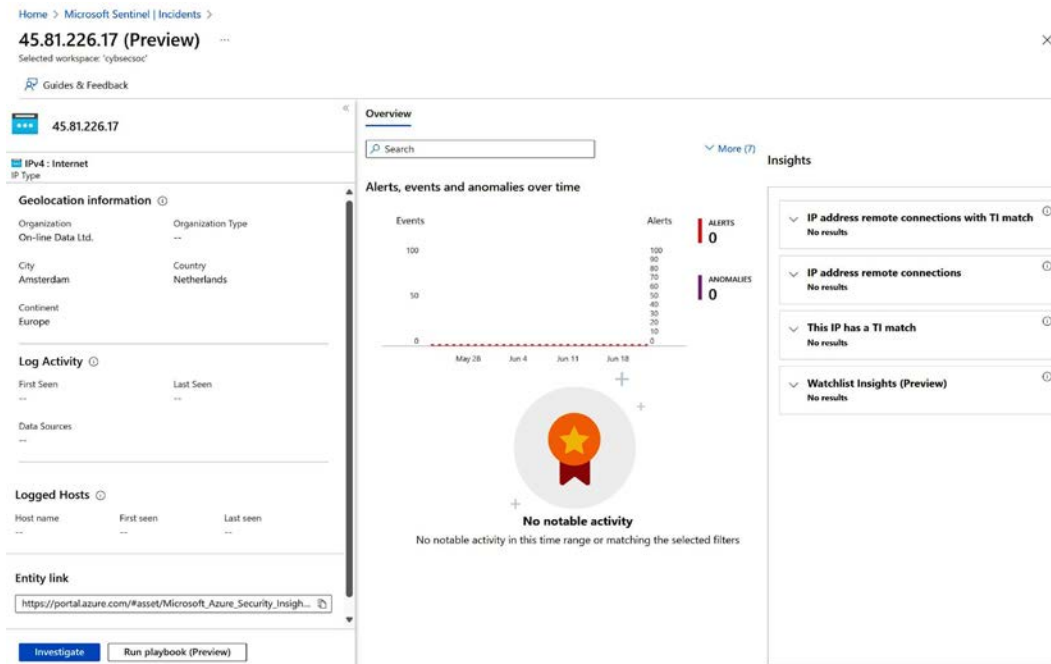 Home > Microsoft Sentinel | Incidents >
45.81.226.17 (Preview) ...
Selected workspace: 'cybsecsoc'
Guides & Feedback
45.81.226.17
IPv4 : Internet
IP Type
Geolocation information
Organization
Organization Type
On-line Data Ltd.
--
City
Country
Amsterdam
Netherlands
Continent
Europe
Log Activity
First Seen
Last Seen
--
--
Data Sources
--
Logged Hosts
Host name
First seen
Last seen
--
--
--
Entity link
https://portal.azure.com/#asset/Microsoft_Azure_Security_Insigh...
Investigate
Run playbook (Preview)
Overview
Search
More (7)
Alerts, events and anomalies over time
Events
Alerts
100
50
0
100
90
80
70
60
50
40
30
20
10
0
May 28
Jun 4
Jun 11
Jun 18
ALERTS
0
ANOMALIES
0
No notable activity
No notable activity in this time range or matching the selected filters
Insights
IP address remote connections with TI match
No results
IP address remote connections
No results
This IP has a TI match
No results
Watchlist Insights (Preview)
No results